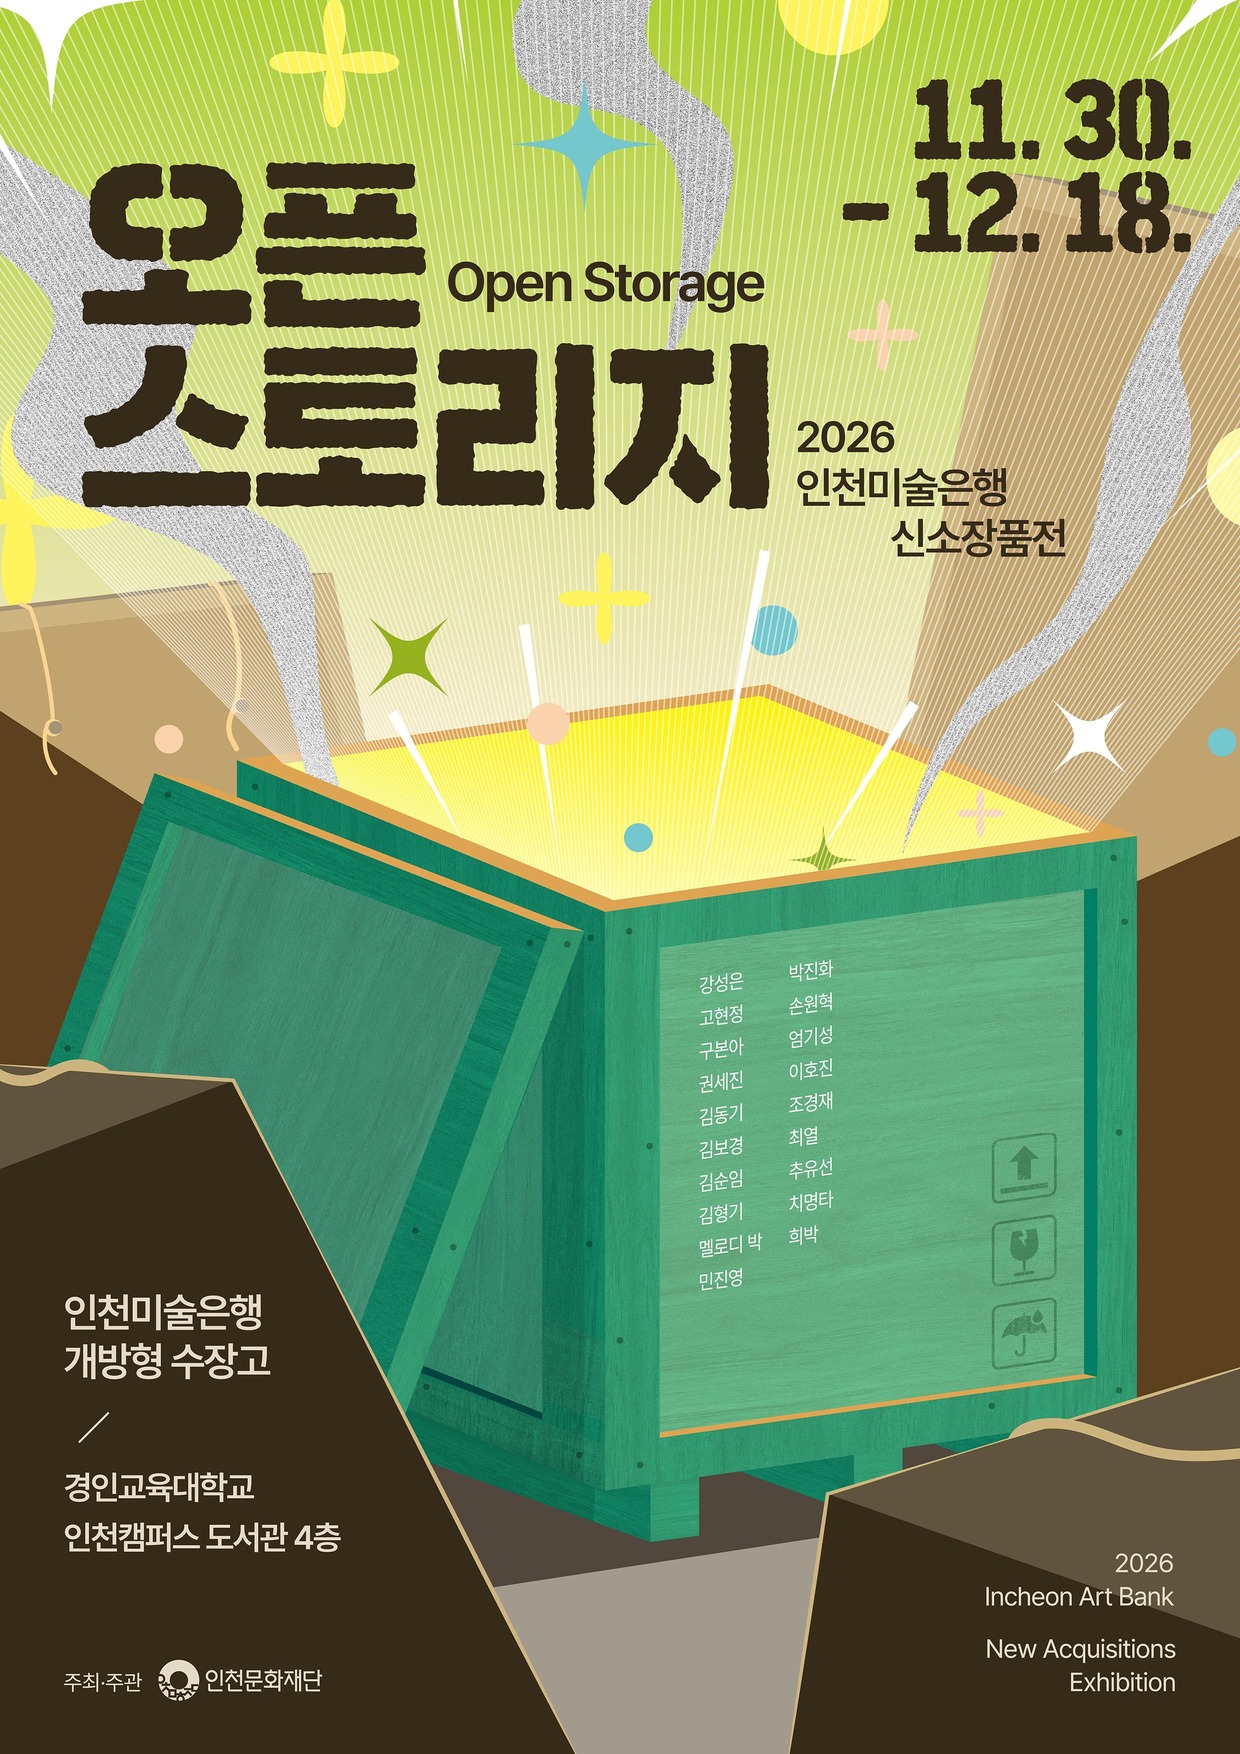 11. 30.
- 12. 18.
오픈
Open Storage
스토리지
2026
인천미술은행
신소장품전
강성은
고현정
구본아
권세진
김동기
김보경
김순임
김형기
멜로디 박
민진영
박진화
손원혁
엄기성
이호진
조경재
최열
추유선
치명타
희박
인천미술은행
개방형 수장고
/
경인교육대학교
인천캠퍼스 도서관 4층
주최·주관 인천문화재단
2026
Incheon Art Bank
New Acquisitions
Exhibition